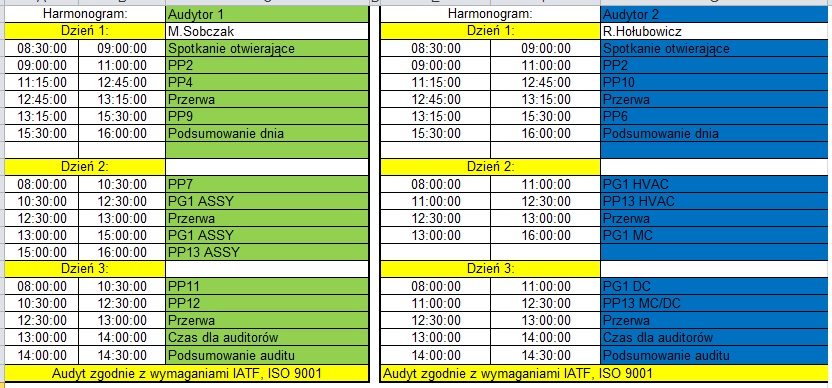 Harmonogram: Audytor 1 Harmonogram: Audytor 2
Dzień 1: M.Sobczak Dzień 1: R.Hołubowicz
08:30:00 09:00:00 Spotkanie otwierające 08:30:00 09:00:00 Spotkanie otwierające
09:00:00 11:00:00 PP2 09:00:00 11:00:00 PP2
11:15:00 12:45:00 PP4 11:15:00 12:45:00 PP10
12:45:00 13:15:00 Przerwa 12:45:00 13:15:00 Przerwa
13:15:00 15:30:00 PP9 13:15:00 15:30:00 PP6
15:30:00 16:00:00 Podsumowanie dnia 15:30:00 16:00:00 Podsumowanie dnia
Dzień 2: Dzień 2:
08:00:00 10:30:00 PP7 08:00:00 11:00:00 PG1 HVAC
10:30:00 12:30:00 PG1 ASSY 11:00:00 12:30:00 PP13 HVAC
12:30:00 13:00:00 Przerwa 12:30:00 13:00:00 Przerwa
13:00:00 15:00:00 PG1 ASSY 13:00:00 16:00:00 PG1 MC
15:00:00 16:00:00 PP13 ASSY
Dzień 3: Dzień 3:
08:00:00 10:30:00 PP11 08:00:00 11:00:00 PG1 DC
10:30:00 12:30:00 PP12 11:00:00 12:30:00 PP13 MC/DC
12:30:00 13:00:00 Przerwa 12:30:00 13:00:00 Przerwa
13:00:00 14:00:00 Czas dla auditorów 13:00:00 14:00:00 Czas dla auditorów
14:00:00 14:30:00 Podsumowanie auditu 14:00:00 14:30:00 Podsumowanie auditu
Audyt zgodnie z wymaganiami IATF, ISO 9001 Audyt zgodnie z wymaganiami IATF, ISO 9001